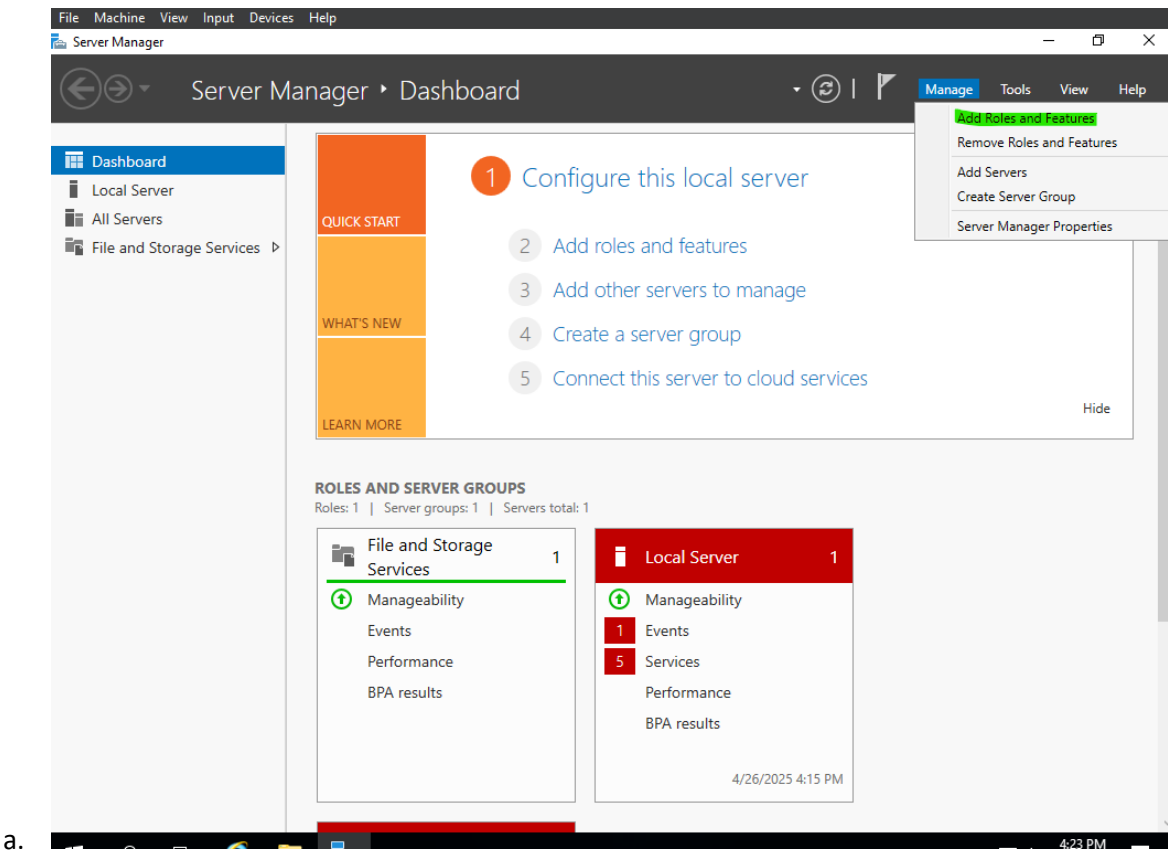 File Machine View Input Devices Help
Server Manager
Server Manager Dashboard
Manage Tools View Help
Add Roles and Features
Remove Roles and Features
Add Servers
Create Server Group
Server Manager Properties
Dashboard
Local Server
All Servers
File and Storage Services
QUICK START
WHAT'S NEW
LEARN MORE
1 Configure this local server
2 Add roles and features
3 Add other servers to manage
4 Create a server group
5 Connect this server to cloud services
Hide
ROLES AND SERVER GROUPS
Roles: 1 | Server groups: 1 | Servers total: 1
File and Storage
Services
1
Manageability
Events
Performance
BPA results
Local Server 1
Manageability
1 Events
5 Services
Performance
BPA results
4/26/2025 4:15 PM
a.
4:23 PM